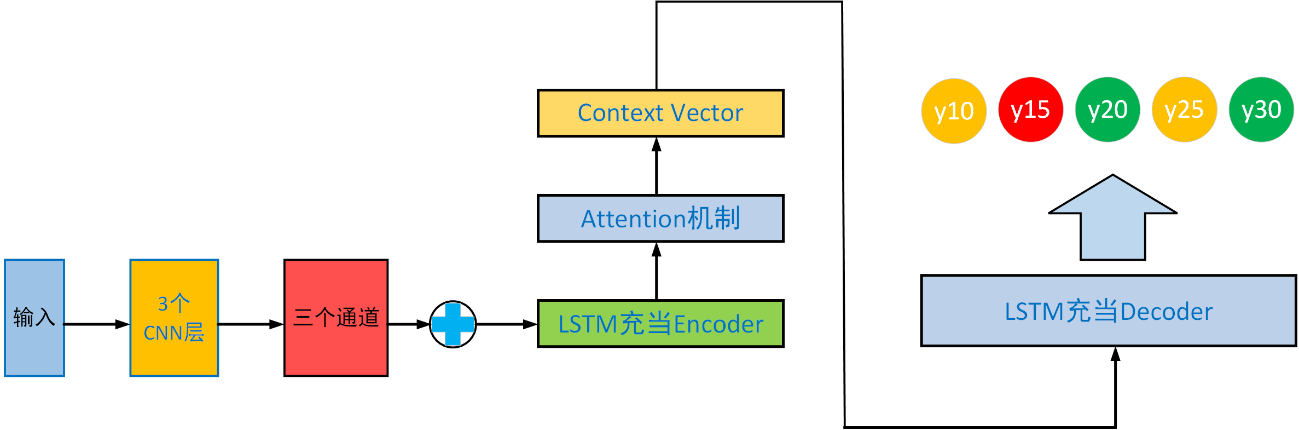 输入
3个
CNN层
三个通道
LSTM充当Encoder
Attention机制
Context Vector
LSTM充当Decoder
y10
y15
y20
y25
y30